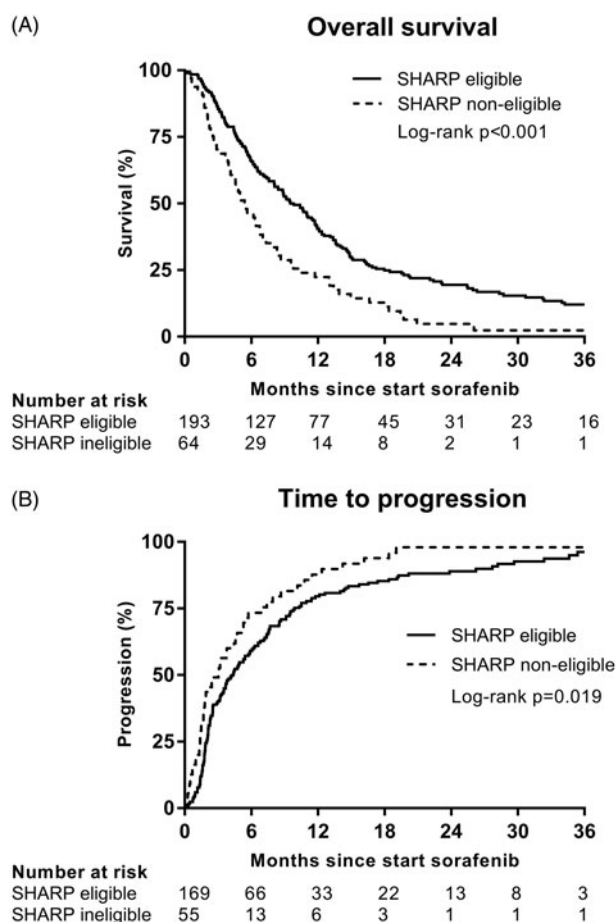 (A)
Overall survival
100
75
50
25
0
Survival (%)
SHARP eligible
SHARP non-eligible
Log-rank p<0.001
0 6 12 18 24 30 36
Months since start sorafenib
Number at risk
SHARP eligible 193 127 77 45 31 23 16
SHARP ineligible 64 29 14 8 2 1 1
(B)
Time to progression
100
75
50
25
0
Progression (%)
SHARP eligible
SHARP non-eligible
Log-rank p=0.019
0 6 12 18 24 30 36
Months since start sorafenib
Number at risk
SHARP eligible 169 66 33 22 13 8 3
SHARP ineligible 55 13 6 3 1 1 1